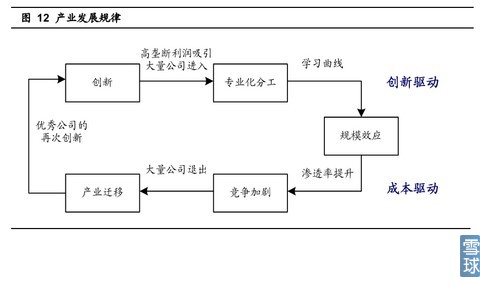 图 12 产业发展规律
高垄断利润吸引
大量公司进入
创新
专业化分工
学习曲线
创新驱动
优秀公司的
再次创新
规模效应
大量公司退出
渗透率提升
产业迁移
竞争加剧
成本驱动
雪球